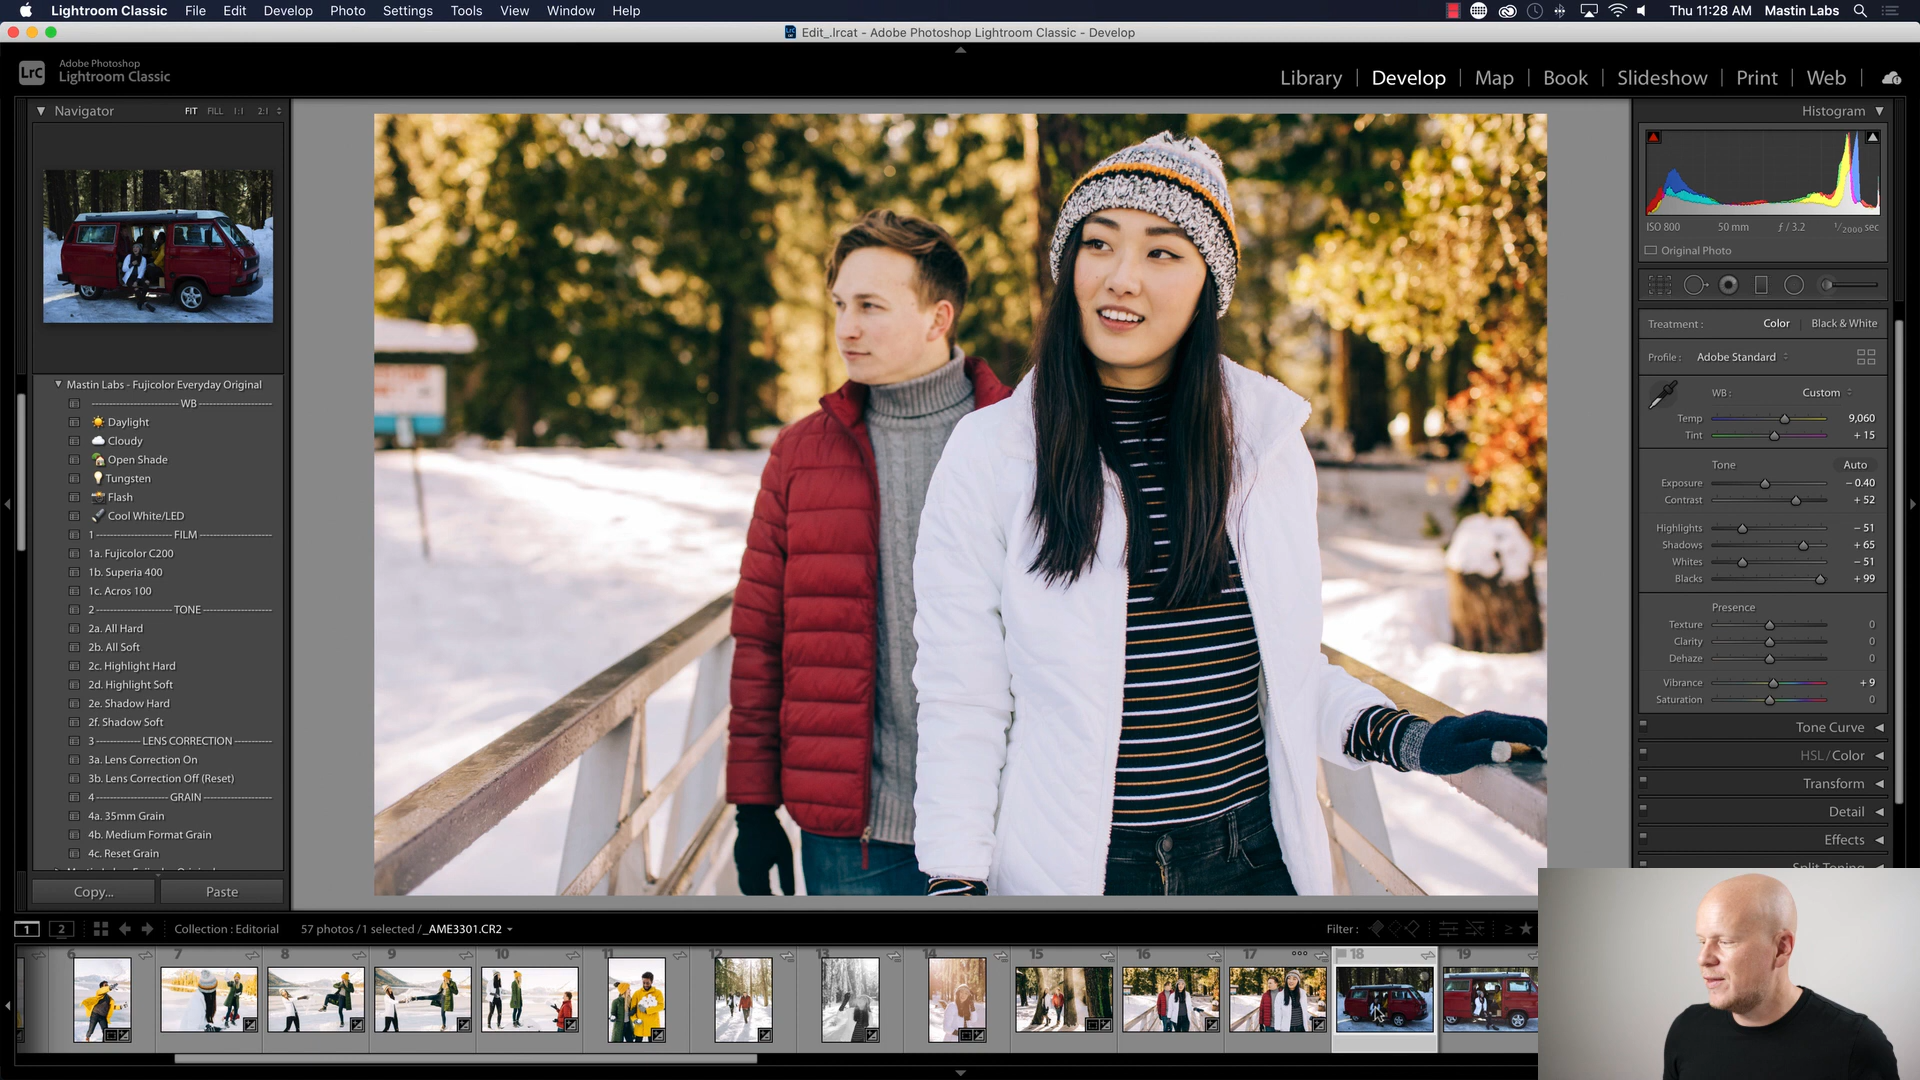 Lightroom Classic File Edit Develop Photo Settings Tools View Window Help Thu 11:28 AM Mastin Labs
Edit_.lrcat - Adobe Photoshop Lightroom Classic - Develop
LrC Adobe Photoshop
Lightroom Classic
Library | Develop | Map | Book | Slideshow | Print | Web
Navigator FIT FILL 1:1 2:1
Histogram
ISO 800 50 mm ƒ / 3.2 1/2000 sec
Original Photo
Treatment : Color | Black & White
Profile : Adobe Standard
WB : Custom
Temp 9,060
Tint + 15
Tone Auto
Exposure − 0.40
Contrast + 52
Highlights − 51
Shadows + 65
Whites − 51
Blacks + 99
Presence
Texture 0
Clarity 0
Dehaze 0
Vibrance + 9
Saturation 0
Tone Curve
HSL / Color
Transform
Detail
Effects
Split Toning
Mastin Labs - Fujicolor Everyday Original
WB
Daylight
Cloudy
Open Shade
Tungsten
Flash
Cool White/LED
1 FILM
1a. Fujicolor C200
1b. Superia 400
1c. Acros 100
2 TONE
2a. All Hard
2b. All Soft
2c. Highlight Hard
2d. Highlight Soft
2e. Shadow Hard
2f. Shadow Soft
3 LENS CORRECTION
3a. Lens Correction On
3b. Lens Correction Off (Reset)
4 GRAIN
4a. 35mm Grain
4b. Medium Format Grain
4c. Reset Grain
Copy... Paste
1 2 Collection : Editorial 57 photos / 1 selected / _AME3301.CR2 Filter :
6 7 8 9 10 11 12 13 14 15 16 17 18 19